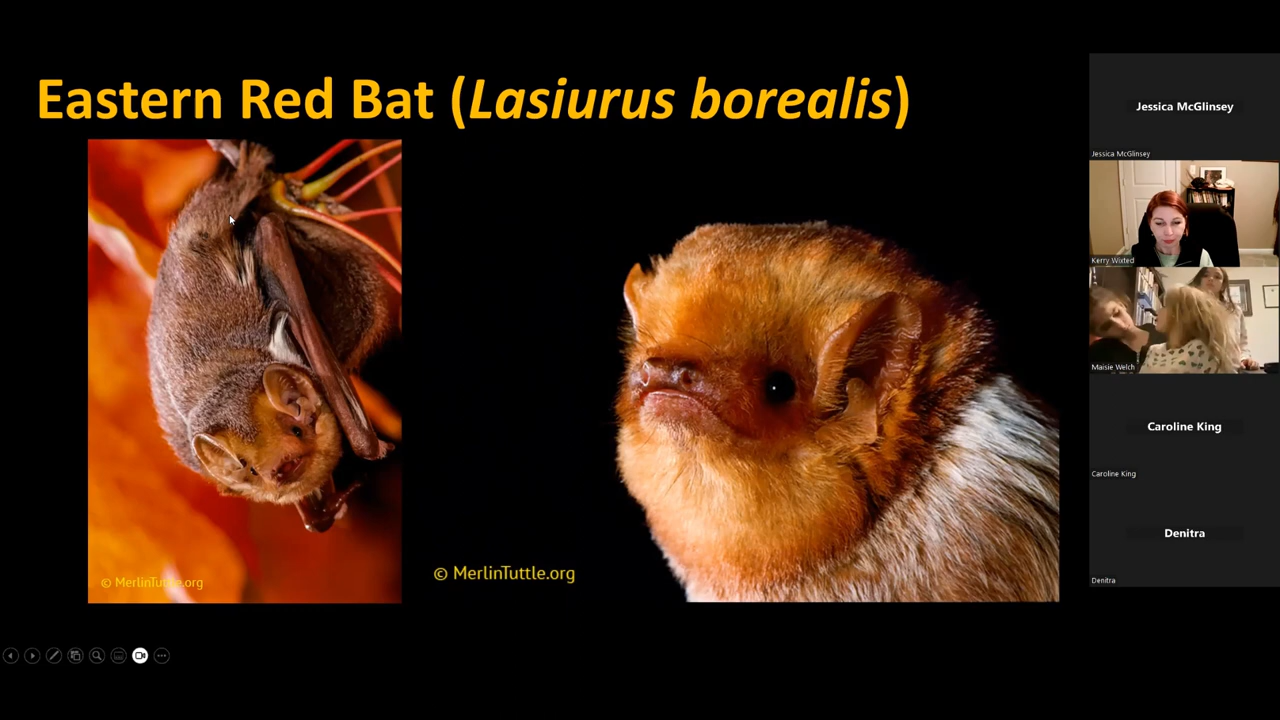 Eastern Red Bat (Lasiurus borealis)
© MerlinTuttle.org
© MerlinTuttle.org
Jessica McGlinsey
Jessica McGlinsey
Kerry Wixted
Maisie Welch
Caroline King
Caroline King
Denitra
Denitra